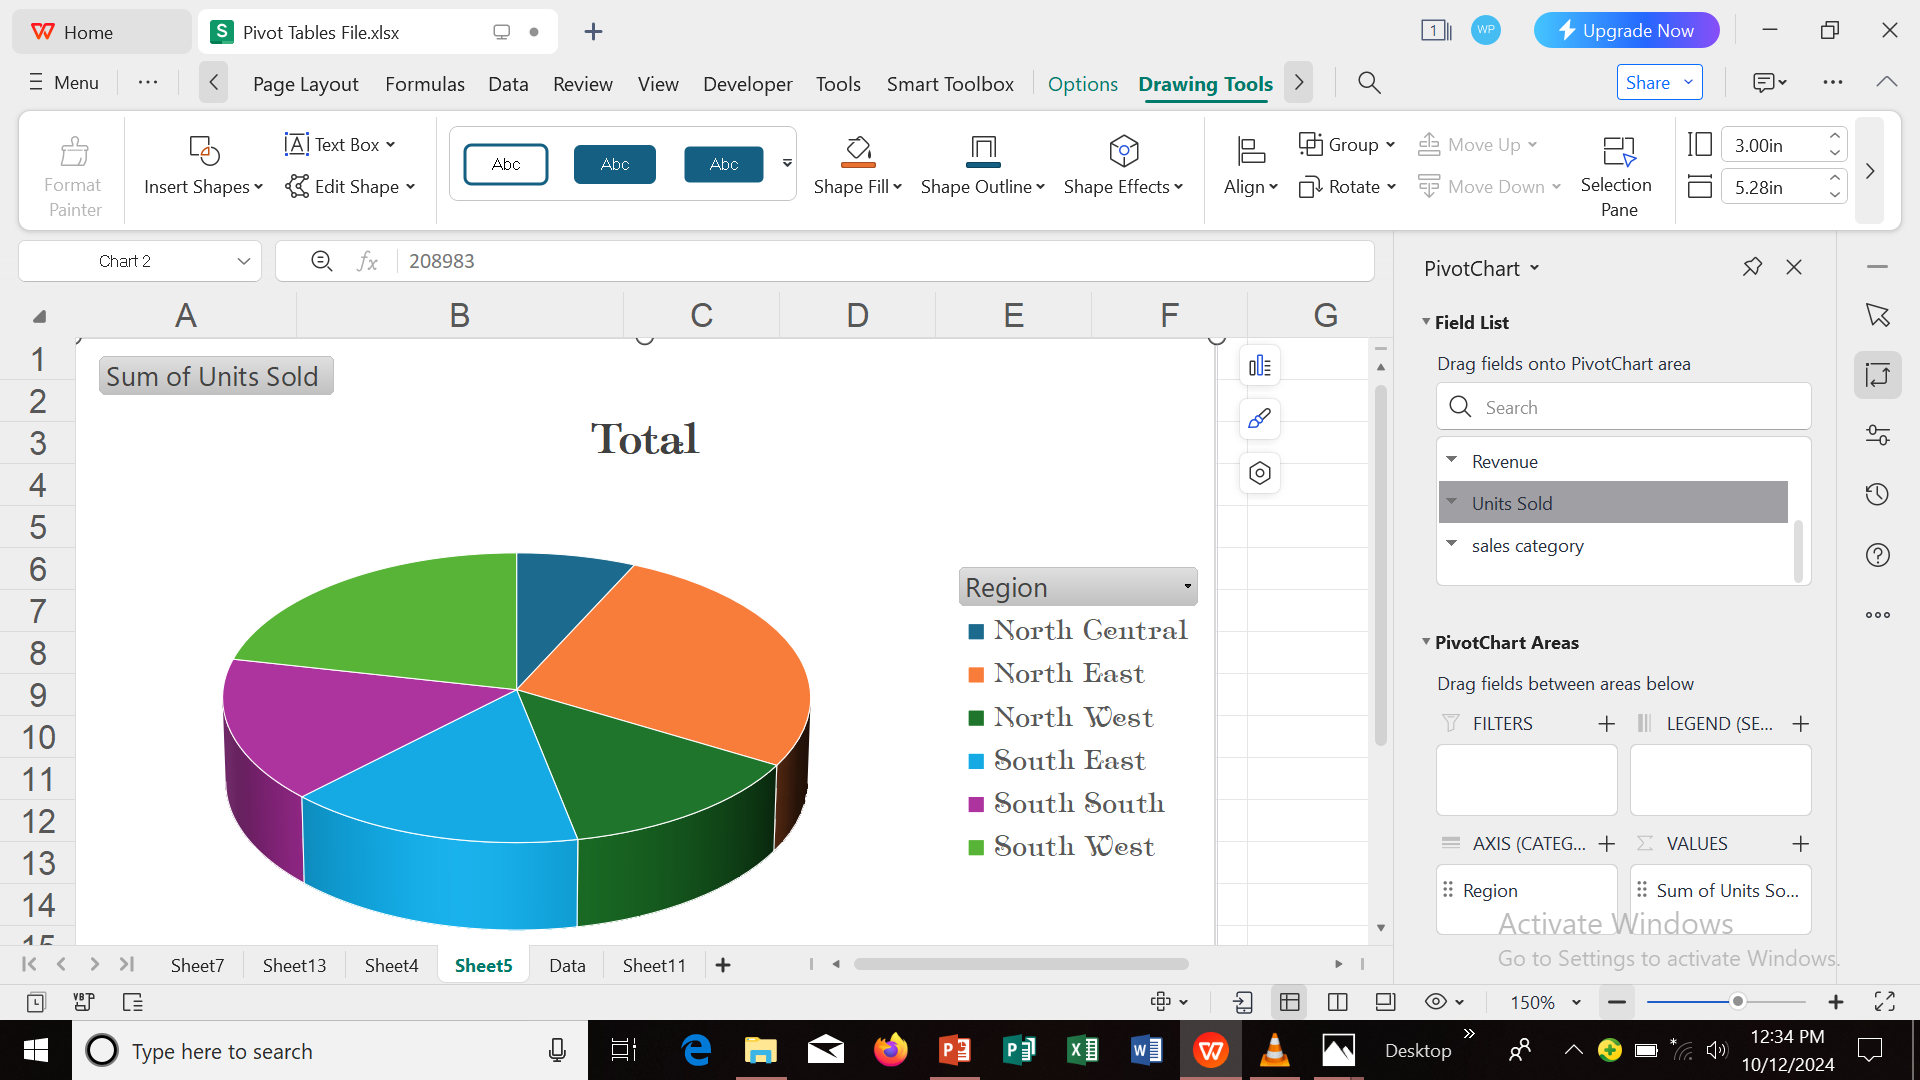 Home
Pivot Tables File.xlsx
1
WP
Upgrade Now
Menu
Page Layout
Formulas
Data
Review
View
Developer
Tools
Smart Toolbox
Options
Drawing Tools
Share
Format
Painter
Insert Shapes
Text Box
Edit Shape
Abc
Abc
Abc
Shape Fill
Shape Outline
Shape Effects
Align
Group
Rotate
Move Up
Move Down
Selection
Pane
3.00in
5.28in
Chart 2
fx
208983
A B C D E F G
1
2
3
4
5
6
7
8
9
10
11
12
13
14
15
Sum of Units Sold
Total
Region
North Central
North East
North West
South East
South South
South West
PivotChart
Field List
Drag fields onto PivotChart area
Search
Revenue
Units Sold
sales category
PivotChart Areas
Drag fields between areas below
FILTERS
LEGEND (SE...
AXIS (CATEG...
VALUES
Region
Sum of Units So...
Activate Windows
Go to Settings to activate Windows.
Sheet7
Sheet13
Sheet4
Sheet5
Data
Sheet11
150%
Type here to search
Desktop
12:34 PM
10/12/2024